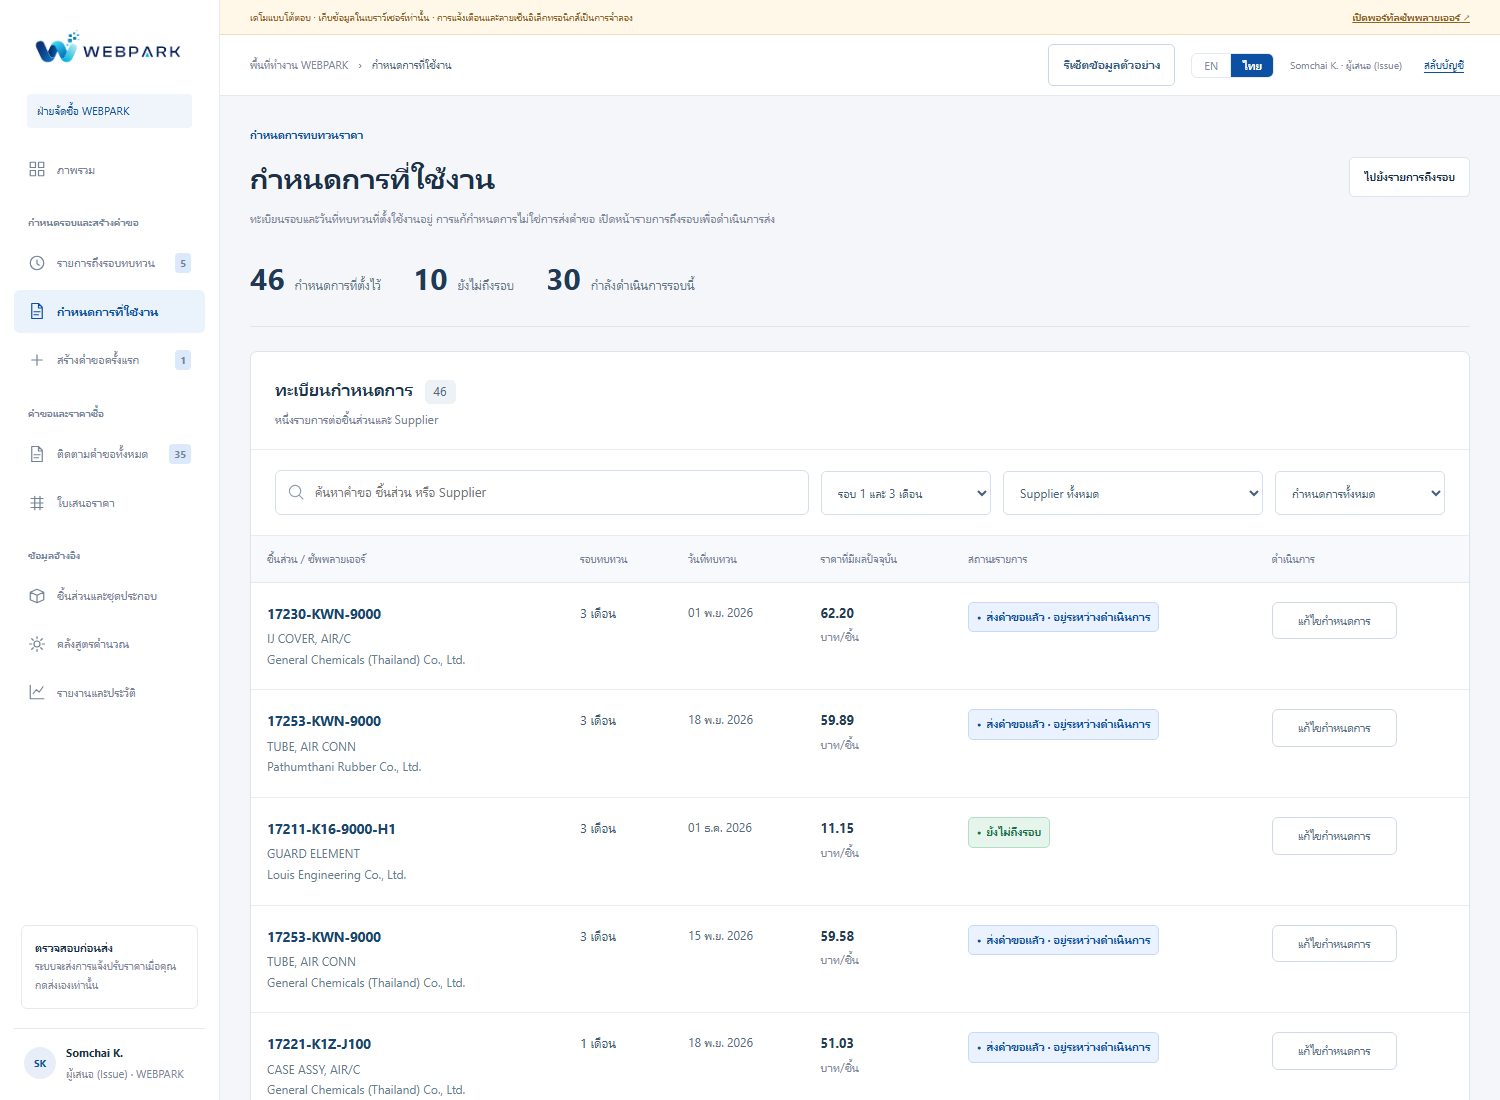 เดโมแบบโต้ตอบ · เก็บข้อมูลในเบราว์เซอร์เท่านั้น · การแจ้งเตือนและลายเซ็นอิเล็กทรอนิกส์เป็นการจำลอง
เปิดพอร์ทัลซัพพลายเออร์ ↗
WEBPARK
พื้นที่ทำงาน WEBPARK › กำหนดการที่ใช้งาน
รีเซ็ตข้อมูลตัวอย่าง
EN ไทย
Somchai K. · ผู้เสนอ (Issue)
สลับบัญชี
ฝ่ายจัดซื้อ WEBPARK
ภาพรวม
กำหนดรอบและสร้างคำขอ
รายการถึงรอบทบทวน 5
กำหนดการที่ใช้งาน
สร้างคำขอครั้งแรก 1
คำขอและราคาซื้อ
ติดตามคำขอทั้งหมด 35
ใบเสนอราคา
ข้อมูลอ้างอิง
ชิ้นส่วนและชุดประกอบ
คลังสูตรคำนวณ
รายงานและประวัติ
ตรวจสอบก่อนส่ง
ระบบจะส่งการแจ้งปรับราคาเมื่อคุณ
กดส่งเองเท่านั้น
SK
Somchai K.
ผู้เสนอ (Issue) · WEBPARK
กำหนดการทบทวนราคา
กำหนดการที่ใช้งาน
ไปยังรายการถึงรอบ
ทะเบียนรอบและวันที่ทบทวนที่ตั้งใช้งานอยู่ การแก้กำหนดการไม่ใช่การส่งคำขอ เปิดหน้ารายการถึงรอบเพื่อดำเนินการส่ง
46 กำหนดการที่ตั้งไว้
10 ยังไม่ถึงรอบ
30 กำลังดำเนินการรอบนี้
ทะเบียนกำหนดการ 46
หนึ่งรายการต่อชิ้นส่วนและ Supplier
ค้นหาคำขอ ชิ้นส่วน หรือ Supplier
รอบ 1 และ 3 เดือน
Supplier ทั้งหมด
กำหนดการทั้งหมด
ชิ้นส่วน / ซัพพลายเออร์
รอบทบทวน
วันที่ทบทวน
ราคาที่มีผลปัจจุบัน
สถานะรายการ
ดำเนินการ
17230-KWN-9000
IJ COVER, AIR/C
General Chemicals (Thailand) Co., Ltd.
3 เดือน
01 พ.ย. 2026
62.20
บาท/ชิ้น
• ส่งคำขอแล้ว · อยู่ระหว่างดำเนินการ
แก้ไขกำหนดการ
17253-KWN-9000
TUBE, AIR CONN
Pathumthani Rubber Co., Ltd.
3 เดือน
18 พ.ย. 2026
59.89
บาท/ชิ้น
• ส่งคำขอแล้ว · อยู่ระหว่างดำเนินการ
แก้ไขกำหนดการ
17211-K16-9000-H1
GUARD ELEMENT
Louis Engineering Co., Ltd.
3 เดือน
01 ธ.ค. 2026
11.15
บาท/ชิ้น
• ยังไม่ถึงรอบ
แก้ไขกำหนดการ
17253-KWN-9000
TUBE, AIR CONN
General Chemicals (Thailand) Co., Ltd.
3 เดือน
15 พ.ย. 2026
59.58
บาท/ชิ้น
• ส่งคำขอแล้ว · อยู่ระหว่างดำเนินการ
แก้ไขกำหนดการ
17221-K1Z-J100
CASE ASSY, AIR/C
General Chemicals (Thailand) Co., Ltd.
1 เดือน
18 พ.ย. 2026
51.03
บาท/ชิ้น
• ส่งคำขอแล้ว · อยู่ระหว่างดำเนินการ
แก้ไขกำหนดการ